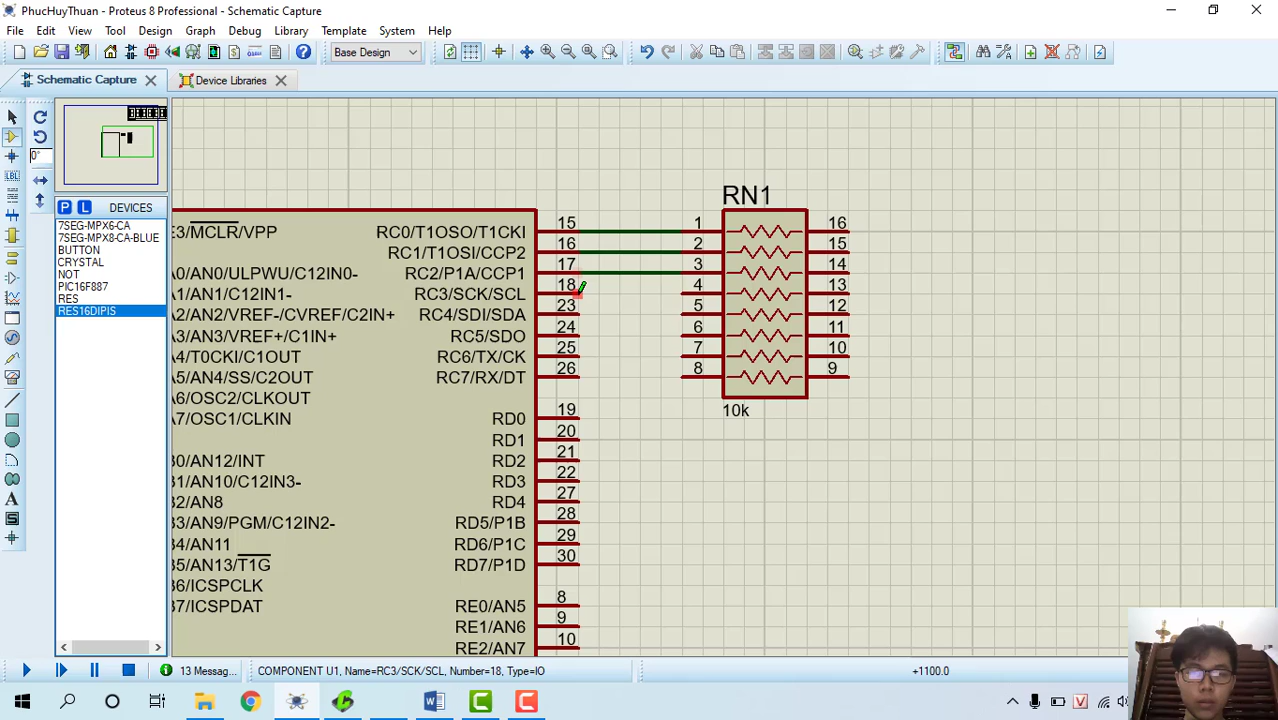 PhucHuyThuan - Proteus 8 Professional - Schematic Capture
File Edit View Tool Design Graph Debug Library Template System Help
Base Design
Schematic Capture
Device Libraries
0°
P L DEVICES
7SEG-MPX6-CA
7SEG-MPX8-CA-BLUE
BUTTON
CRYSTAL
NOT
PIC16F887
RES
RES16DIPIS
LBL
E3/MCLR/VPP
A0/AN0/ULPWU/C12IN0-
A1/AN1/C12IN1-
A2/AN2/VREF-/CVREF/C2IN+
A3/AN3/VREF+/C1IN+
A4/T0CKI/C1OUT
A5/AN4/SS/C2OUT
A6/OSC2/CLKOUT
A7/OSC1/CLKIN
B0/AN12/INT
B1/AN10/C12IN3-
B2/AN8
B3/AN9/PGM/C12IN2-
B4/AN11
B5/AN13/T1G
B6/ICSPCLK
B7/ICSPDAT
RC0/T1OSO/T1CKI 15
RC1/T1OSI/CCP2 16
RC2/P1A/CCP1 17
RC3/SCK/SCL 18
RC4/SDI/SDA 23
RC5/SDO 24
RC6/TX/CK 25
RC7/RX/DT 26
RD0 19
RD1 20
RD2 21
RD3 22
RD4 27
RD5/P1B 28
RD6/P1C 29
RD7/P1D 30
RE0/AN5 8
RE1/AN6 9
RE2/AN7 10
RN1
1 16
2 15
3 14
4 13
5 12
6 11
7 10
8 9
10k
13 Messag...
COMPONENT U1, Name=RC3/SCK/SCL, Number=18, Type=IO
+1100.0
V